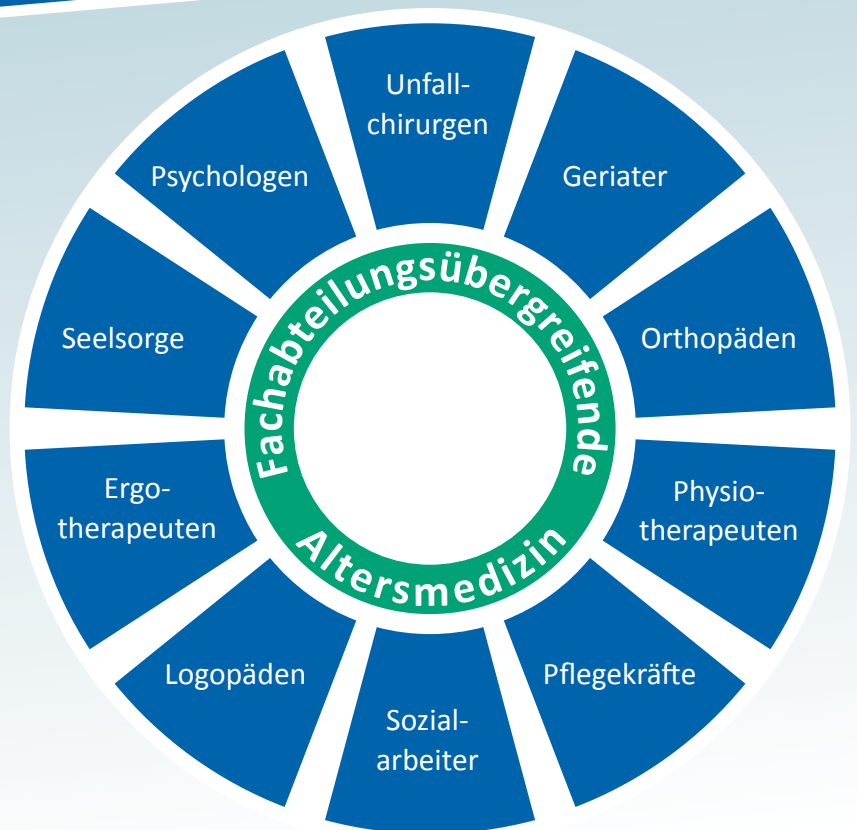 Unfall-
chirurgen
Geriater
Orthopäden
Physio-
therapeuten
Pflegekräfte
Sozial-
arbeiter
Logopäden
Ergo-
therapeuten
Seelsorge
Psychologen
Fachabteilungsübergreifende
Altersmedizin